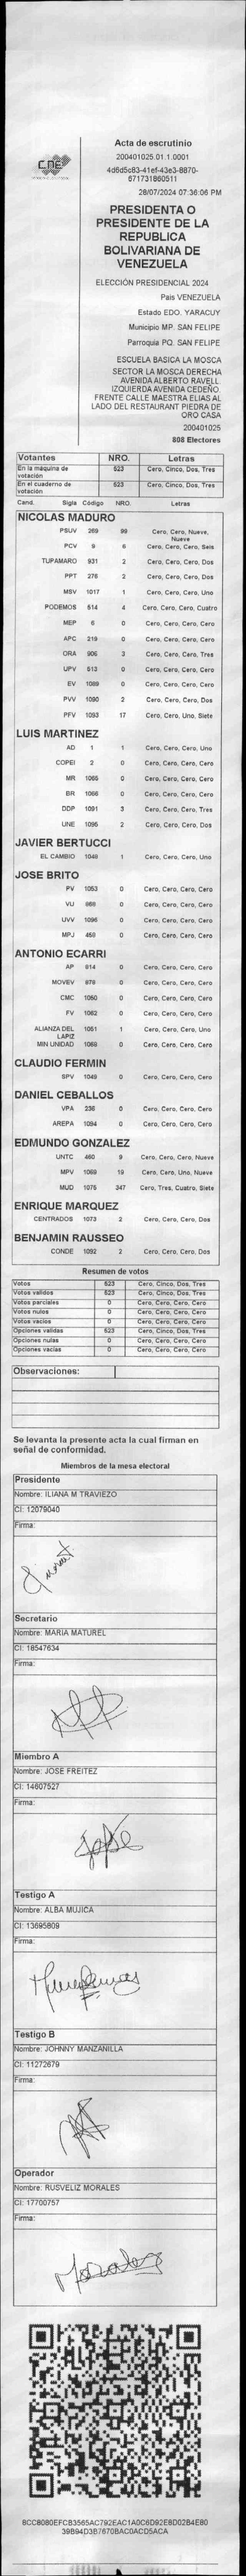 CNE
Acta de escrutinio
200401025.01.1.0001
4d6d5c83-41ef-43e3-8870-
671731860511
28/07/2024 07:36:06 PM
PRESIDENTA O
PRESIDENTE DE LA
REPUBLICA
BOLIVARIANA DE
VENEZUELA
ELECCIÓN PRESIDENCIAL 2024
Pais VENEZUELA
Estado EDO. YARACUY
Municipio MP. SAN FELIPE
Parroquia PQ. SAN FELIPE
ESCUELA BASICA LA MOSCA
SECTOR LA MOSCA DERECHA
AVENIDA ALBERTO RAVELL.
IZQUIERDA AVENIDA CEDEÑO.
FRENTE CALLE MAESTRA ELIAS AL
LADO DEL RESTAURANT PIEDRA DE
ORO CASA
200401025
808 Electores
Votantes NRO. Letras
En la máquina de votación 523 Cero, Cinco, Dos, Tres
En el cuaderno de votación 523 Cero, Cinco, Dos, Tres
Cand. Sigla Código NRO. Letras
NICOLAS MADURO
PSUV 269 99 Cero, Cero, Nueve, Nueve
PCV 9 6 Cero, Cero, Cero, Seis
TUPAMARO 931 2 Cero, Cero, Cero, Dos
PPT 276 2 Cero, Cero, Cero, Dos
MSV 1017 1 Cero, Cero, Cero, Uno
PODEMOS 514 4 Cero, Cero, Cero, Cuatro
MEP 6 0 Cero, Cero, Cero, Cero
APC 219 0 Cero, Cero, Cero, Cero
ORA 906 3 Cero, Cero, Cero, Tres
UPV 513 0 Cero, Cero, Cero, Cero
EV 1089 0 Cero, Cero, Cero, Cero
PVV 1090 2 Cero, Cero, Cero, Dos
PFV 1093 17 Cero, Cero, Uno, Siete
LUIS MARTINEZ
AD 1 1 Cero, Cero, Cero, Uno
COPEI 2 0 Cero, Cero, Cero, Cero
MR 1065 0 Cero, Cero, Cero, Cero
BR 1066 0 Cero, Cero, Cero, Cero
DDP 1091 3 Cero, Cero, Cero, Tres
UNE 1095 2 Cero, Cero, Cero, Dos
JAVIER BERTUCCI
EL CAMBIO 1048 1 Cero, Cero, Cero, Uno
JOSE BRITO
PV 1053 0 Cero, Cero, Cero, Cero
VU 868 0 Cero, Cero, Cero, Cero
UVV 1096 0 Cero, Cero, Cero, Cero
MPJ 458 0 Cero, Cero, Cero, Cero
ANTONIO ECARRI
AP 814 0 Cero, Cero, Cero, Cero
MOVEV 879 0 Cero, Cero, Cero, Cero
CMC 1050 0 Cero, Cero, Cero, Cero
FV 1062 0 Cero, Cero, Cero, Cero
ALIANZA DEL LAPIZ 1051 1 Cero, Cero, Cero, Uno
MIN UNIDAD 1068 0 Cero, Cero, Cero, Cero
CLAUDIO FERMIN
SPV 1049 0 Cero, Cero, Cero, Cero
DANIEL CEBALLOS
VPA 236 0 Cero, Cero, Cero, Cero
AREPA 1094 0 Cero, Cero, Cero, Cero
EDMUNDO GONZALEZ
UNTC 460 9 Cero, Cero, Cero, Nueve
MPV 1069 19 Cero, Cero, Uno, Nueve
MUD 1075 347 Cero, Tres, Cuatro, Siete
ENRIQUE MARQUEZ
CENTRADOS 1073 2 Cero, Cero, Cero, Dos
BENJAMIN RAUSSEO
CONDE 1092 2 Cero, Cero, Cero, Dos
Resumen de votos
Votos 523 Cero, Cinco, Dos, Tres
Votos validos 523 Cero, Cinco, Dos, Tres
Votos parciales 0 Cero, Cero, Cero, Cero
Votos nulos 0 Cero, Cero, Cero, Cero
Votos vacios 0 Cero, Cero, Cero, Cero
Opciones validas 523 Cero, Cinco, Dos, Tres
Opciones nulas 0 Cero, Cero, Cero, Cero
Opciones vacias 0 Cero, Cero, Cero, Cero
Observaciones:
Se levanta la presente acta la cual firman en
señal de conformidad.
Miembros de la mesa electoral
Presidente
Nombre: ILIANA M TRAVIEZO
CI: 12079040
Firma:
Secretario
Nombre: MARIA MATUREL
CI: 18547634
Firma:
Miembro A
Nombre: JOSE FREITEZ
CI: 14607527
Firma:
Testigo A
Nombre: ALBA MUJICA
CI: 13695809
Firma:
Testigo B
Nombre: JOHNNY MANZANILLA
CI: 11272679
Firma:
Operador
Nombre: RUSVELIZ MORALES
CI: 17700757
Firma:
Morales
8CC8080EFCB3565AC792EAC1A0C6D92E8D02B4E80
39B94D3B7670BAC0ACD5ACA